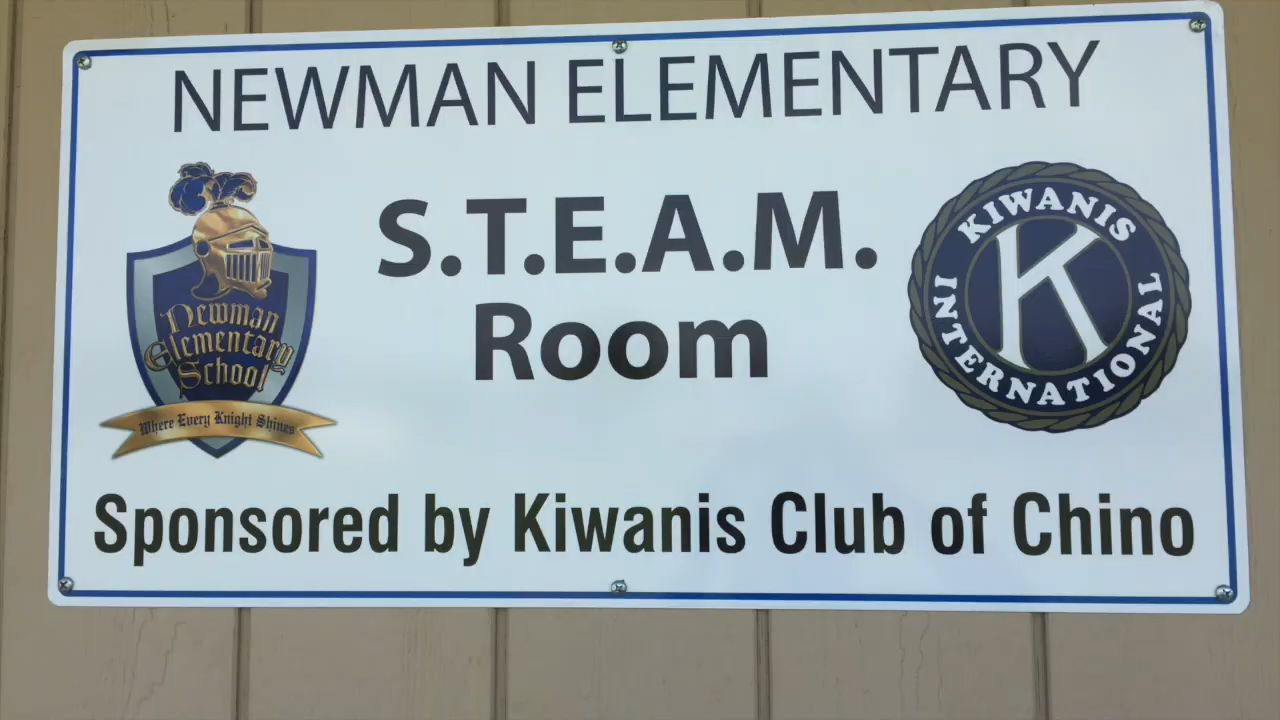 NEWMAN ELEMENTARY
S.T.E.A.M.
Room
Newman
Elementary
School
Where Every Knight Shines
KIWANIS
K
INTERNATIONAL
Sponsored by Kiwanis Club of Chino